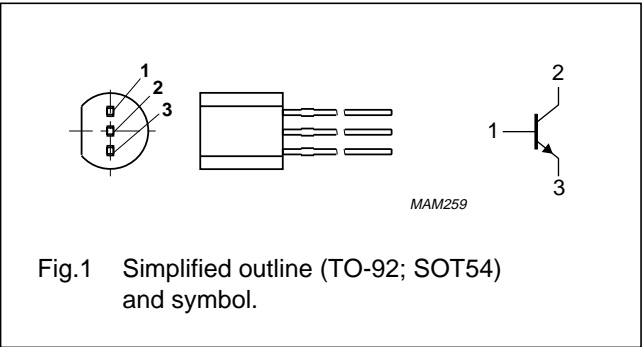 1
2
3
2
1
3
MAM259
Fig.1 Simplified outline (TO-92; SOT54)
and symbol.